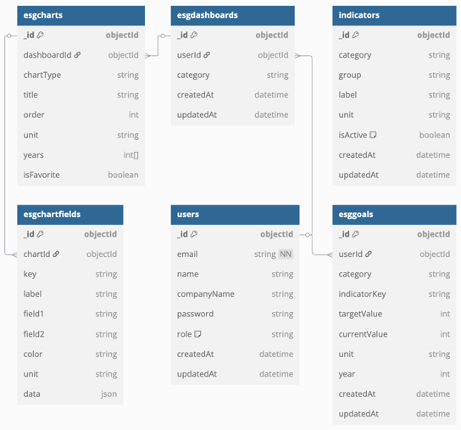 esgcharts
_id objectId
dashboardId objectId
chartType string
title string
order int
unit string
years int[]
isFavorite boolean
esgdashboards
_id objectId
userId objectId
category string
createdAt datetime
updatedAt datetime
indicators
_id objectId
category string
group string
label string
unit string
isActive boolean
createdAt datetime
updatedAt datetime
esgchartfields
_id objectId
chartId objectId
key string
label string
field1 string
field2 string
color string
unit string
data json
users
_id objectId
email string NN
name string
companyName string
password string
role string
createdAt datetime
updatedAt datetime
esggoals
_id objectId
userId objectId
category string
indicatorKey string
targetValue int
currentValue int
unit string
year int
createdAt datetime
updatedAt datetime